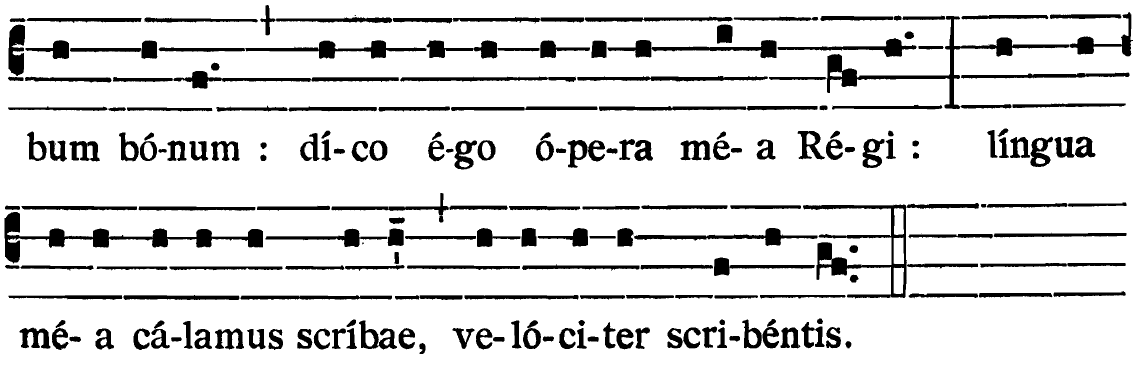 bum bó-num : dí-co é-go ó-pe-ra mé- a Ré-gi : língua
mé- a cá-lamus scríbae, ve-ló-ci-ter scri-béntis.